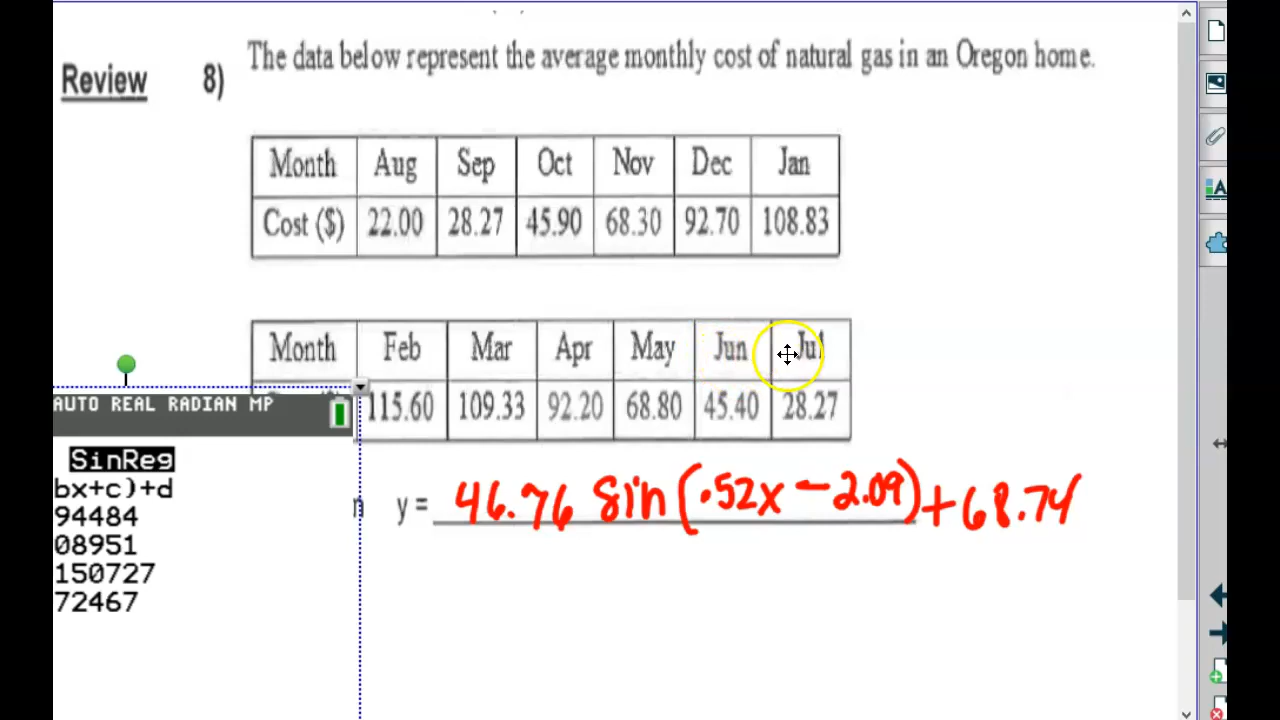 The data below represent the average monthly cost of natural gas in an Oregon home.
Review 8)
Month Aug Sep Oct Nov Dec Jan
Cost ($) 22.00 28.27 45.90 68.30 92.70 108.83
Month Feb Mar Apr May Jun Jul
115.60 109.33 92.20 68.80 45.40 28.27
AUTO REAL RADIAN MP
SinReg
bx+c)+d
94484
08951
150727
72467
n y = 46.76 sin(.52x - 2.09) + 68.74